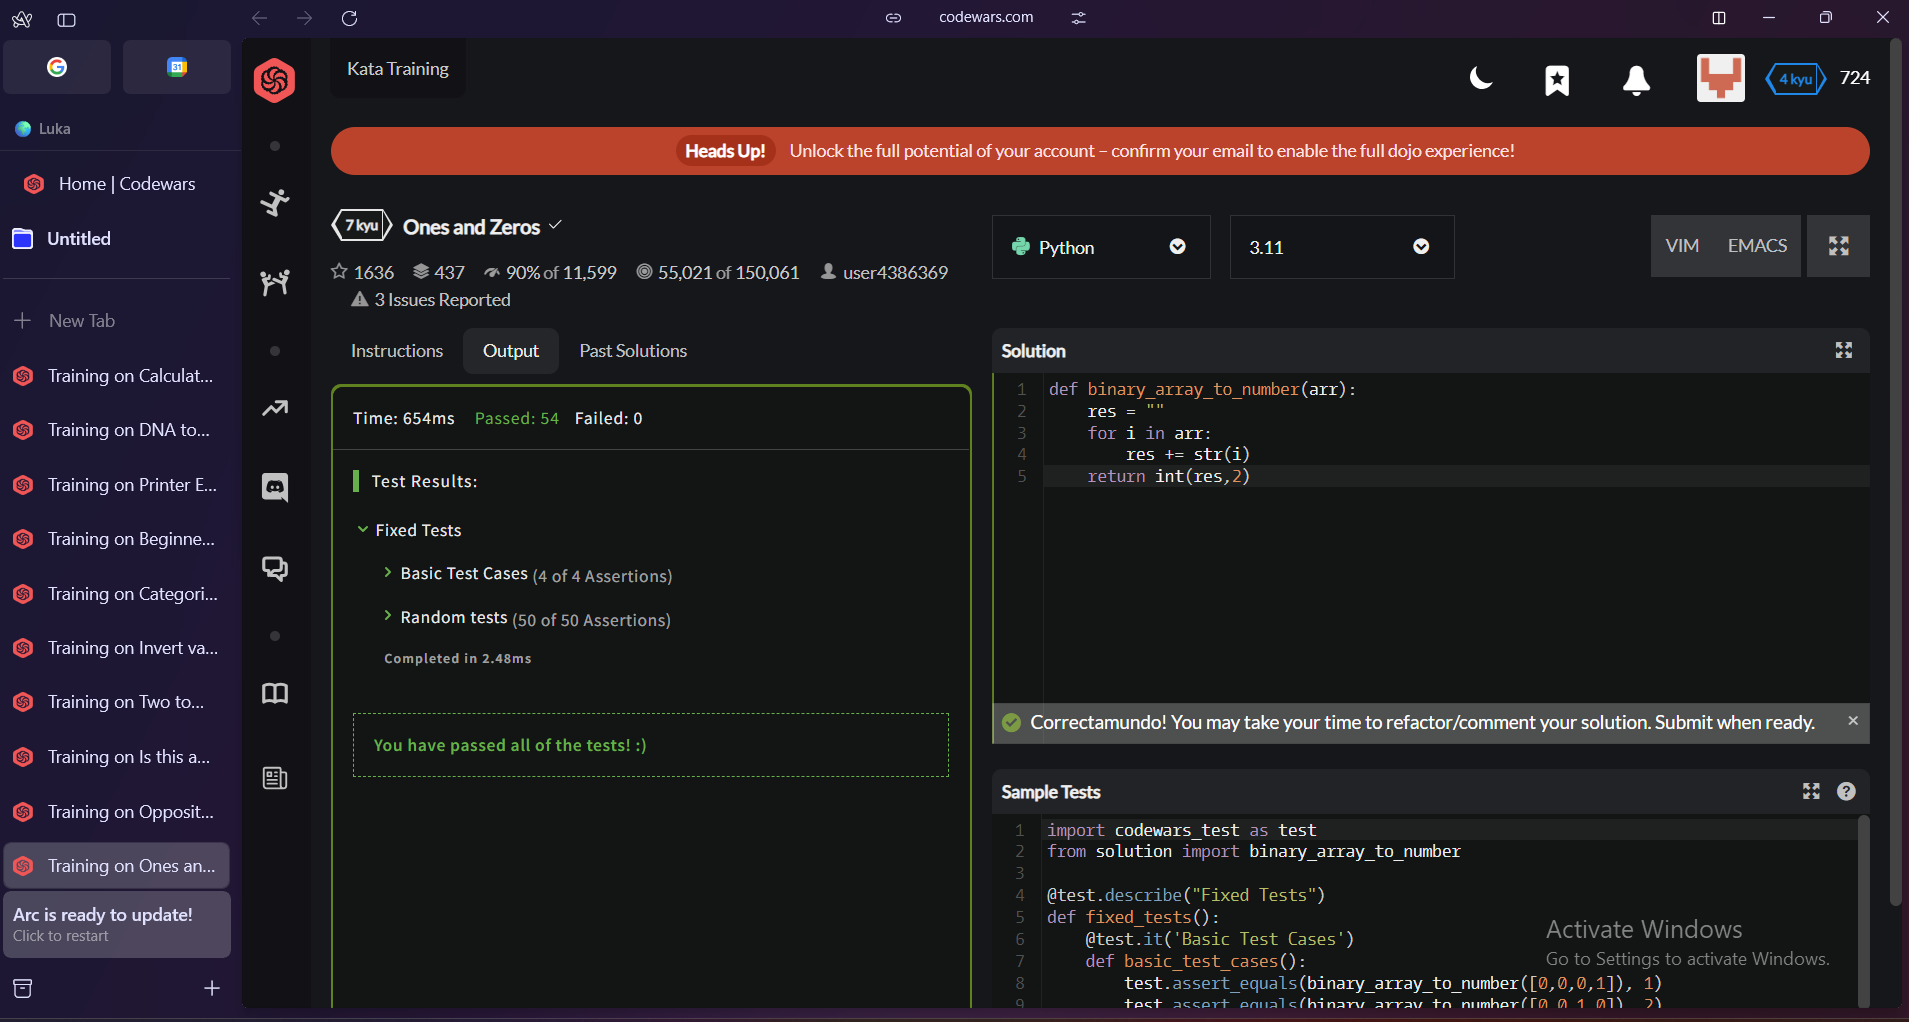 codewars.com
31
Luka
Home | Codewars
Untitled
New Tab
Training on Calculat...
Training on DNA to...
Training on Printer E...
Training on Beginne...
Training on Categori...
Training on Invert va...
Training on Two to...
Training on Is this a...
Training on Opposit...
Training on Ones an...
Arc is ready to update!
Click to restart
Kata Training
4 kyu 724
Heads Up! Unlock the full potential of your account – confirm your email to enable the full dojo experience!
7 kyu Ones and Zeros
1636 437 90% of 11,599 55,021 of 150,061 user4386369
3 Issues Reported
Python
3.11
VIM EMACS
Instructions Output Past Solutions
Time: 654ms Passed: 54 Failed: 0
Test Results:
Fixed Tests
Basic Test Cases (4 of 4 Assertions)
Random tests (50 of 50 Assertions)
Completed in 2.48ms
You have passed all of the tests! :)
Solution
1 def binary_array_to_number(arr):
2 res = ""
3 for i in arr:
4 res += str(i)
5 return int(res,2)
Correctamundo! You may take your time to refactor/comment your solution. Submit when ready.
Sample Tests
1 import codewars_test as test
2 from solution import binary_array_to_number
3
4 @test.describe("Fixed Tests")
5 def fixed_tests():
6 @test.it('Basic Test Cases')
7 def basic_test_cases():
8 test.assert_equals(binary_array_to_number([0,0,0,1]), 1)
9 test.assert_equals(binary_array_to_number([0,0,1,0]), 2)
Activate Windows
Go to Settings to activate Windows.